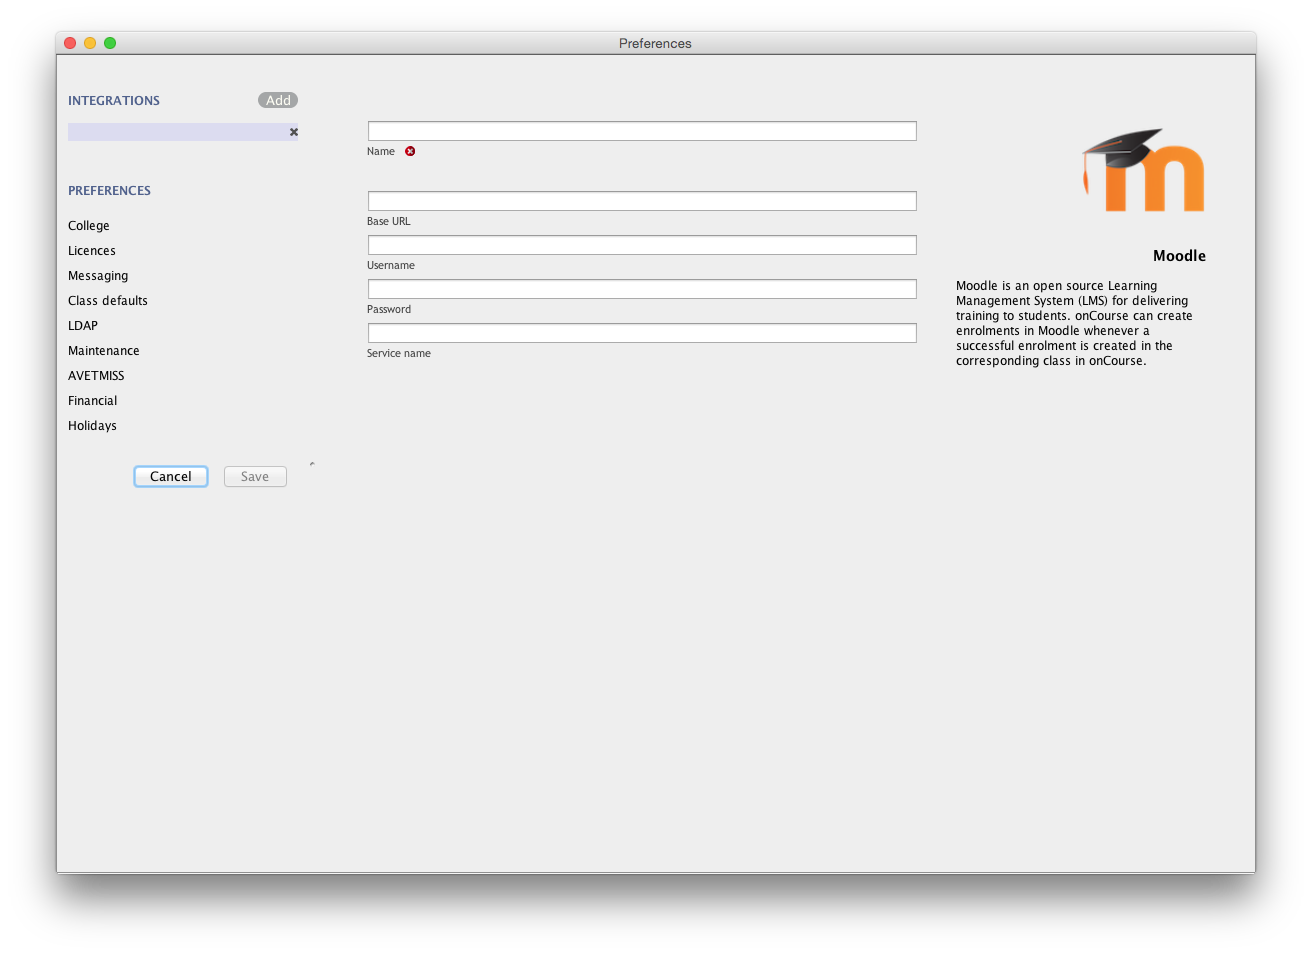 Preferences
INTEGRATIONS
Add
PREFERENCES
College
Licences
Messaging
Class defaults
LDAP
Maintenance
AVETMISS
Financial
Holidays
Cancel
Save
Name
Base URL
Username
Password
Service name
m
Moodle
Moodle is an open source Learning
Management System (LMS) for delivering
training to students. onCourse can create
enrolments in Moodle whenever a
successful enrolment is created in the
corresponding class in onCourse.